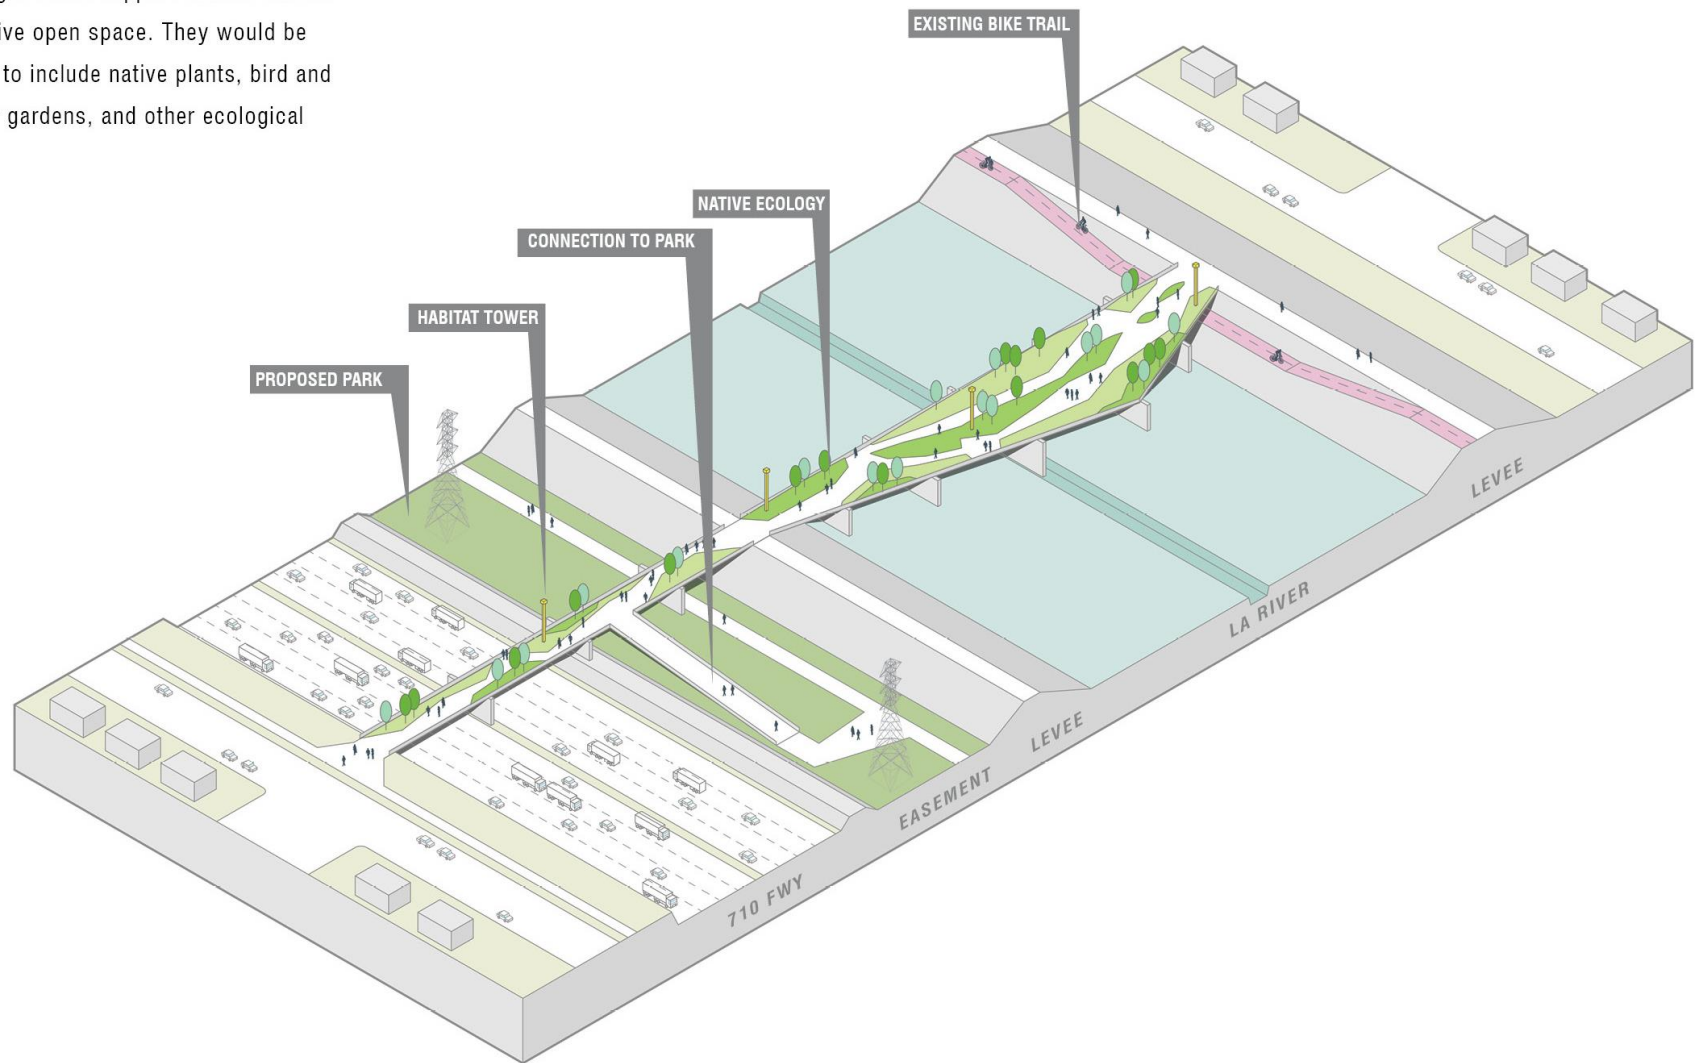 ive open space. They would be
to include native plants, bird and
gardens, and other ecological
EXISTING BIKE TRAIL
NATIVE ECOLOGY
CONNECTION TO PARK
HABITAT TOWER
PROPOSED PARK
LEVEE
LA RIVER
LEVEE
EASEMENT
710 FWY